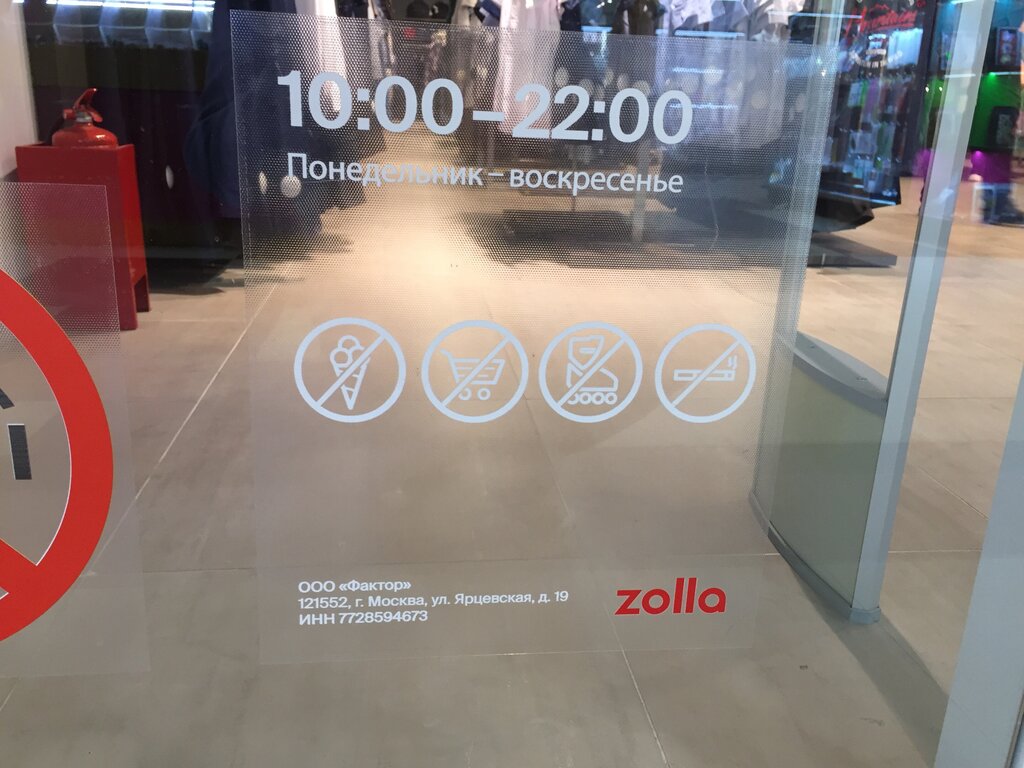 10:00–22:00
Понедельник – воскресенье
ООО «Фактор»
121552, г. Москва, ул. Ярцевская, д. 19
ИНН 7728594673
zolla